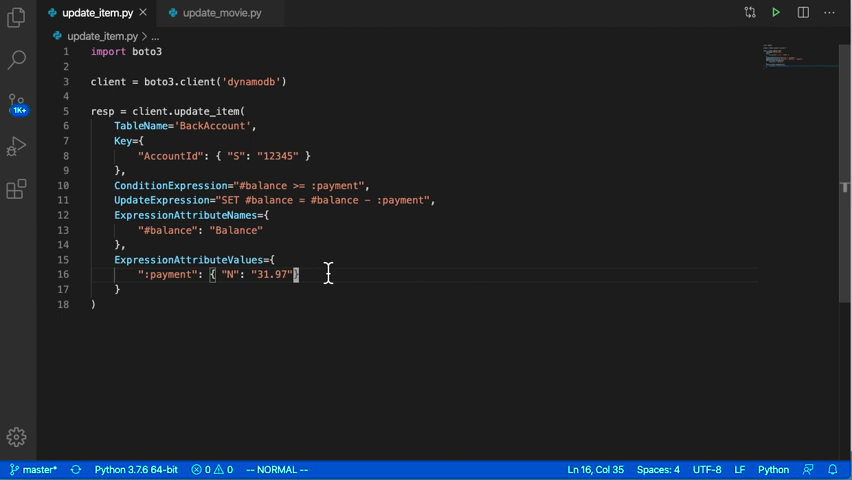 update_item.py
update_movie.py
update_item.py > ...
1 import boto3
2
3 client = boto3.client('dynamodb')
4
5 resp = client.update_item(
6 TableName='BackAccount',
7 Key={
8 "AccountId": { "S": "12345" }
9 },
10 ConditionExpression="#balance >= :payment",
11 UpdateExpression="SET #balance = #balance - :payment",
12 ExpressionAttributeNames={
13 "#balance": "Balance"
14 },
15 ExpressionAttributeValues={
16 ":payment": { "N": "31.97"}
17 }
18 )
1K+
master* Python 3.7.6 64-bit 0 0 -- NORMAL -- Ln 16, Col 35 Spaces: 4 UTF-8 LF Python